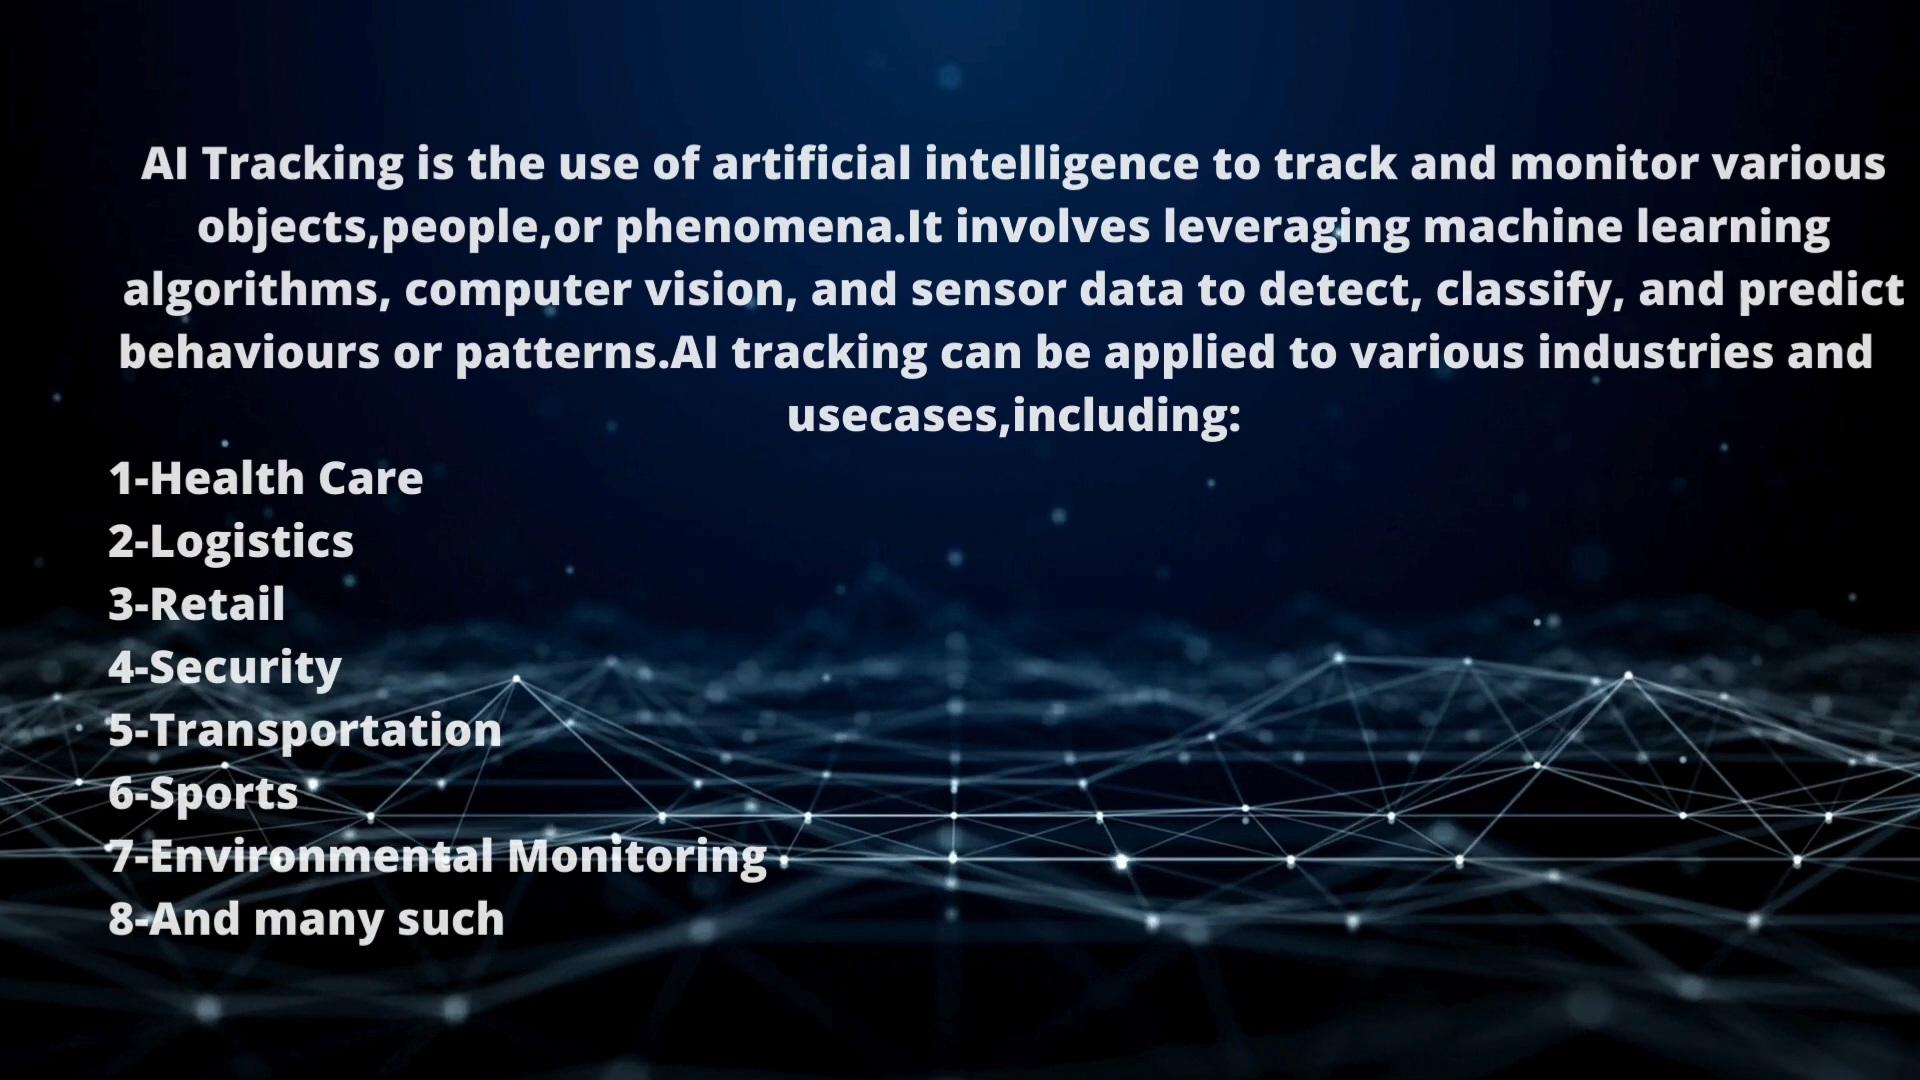 AI Tracking is the use of artificial intelligence to track and monitor various
objects,people,or phenomena.It involves leveraging machine learning
algorithms, computer vision, and sensor data to detect, classify, and predict
behaviours or patterns.AI tracking can be applied to various industries and
usecases,including:
1-Health Care
2-Logistics
3-Retail
4-Security
5-Transportation
6-Sports
7-Environmental Monitoring
8-And many such